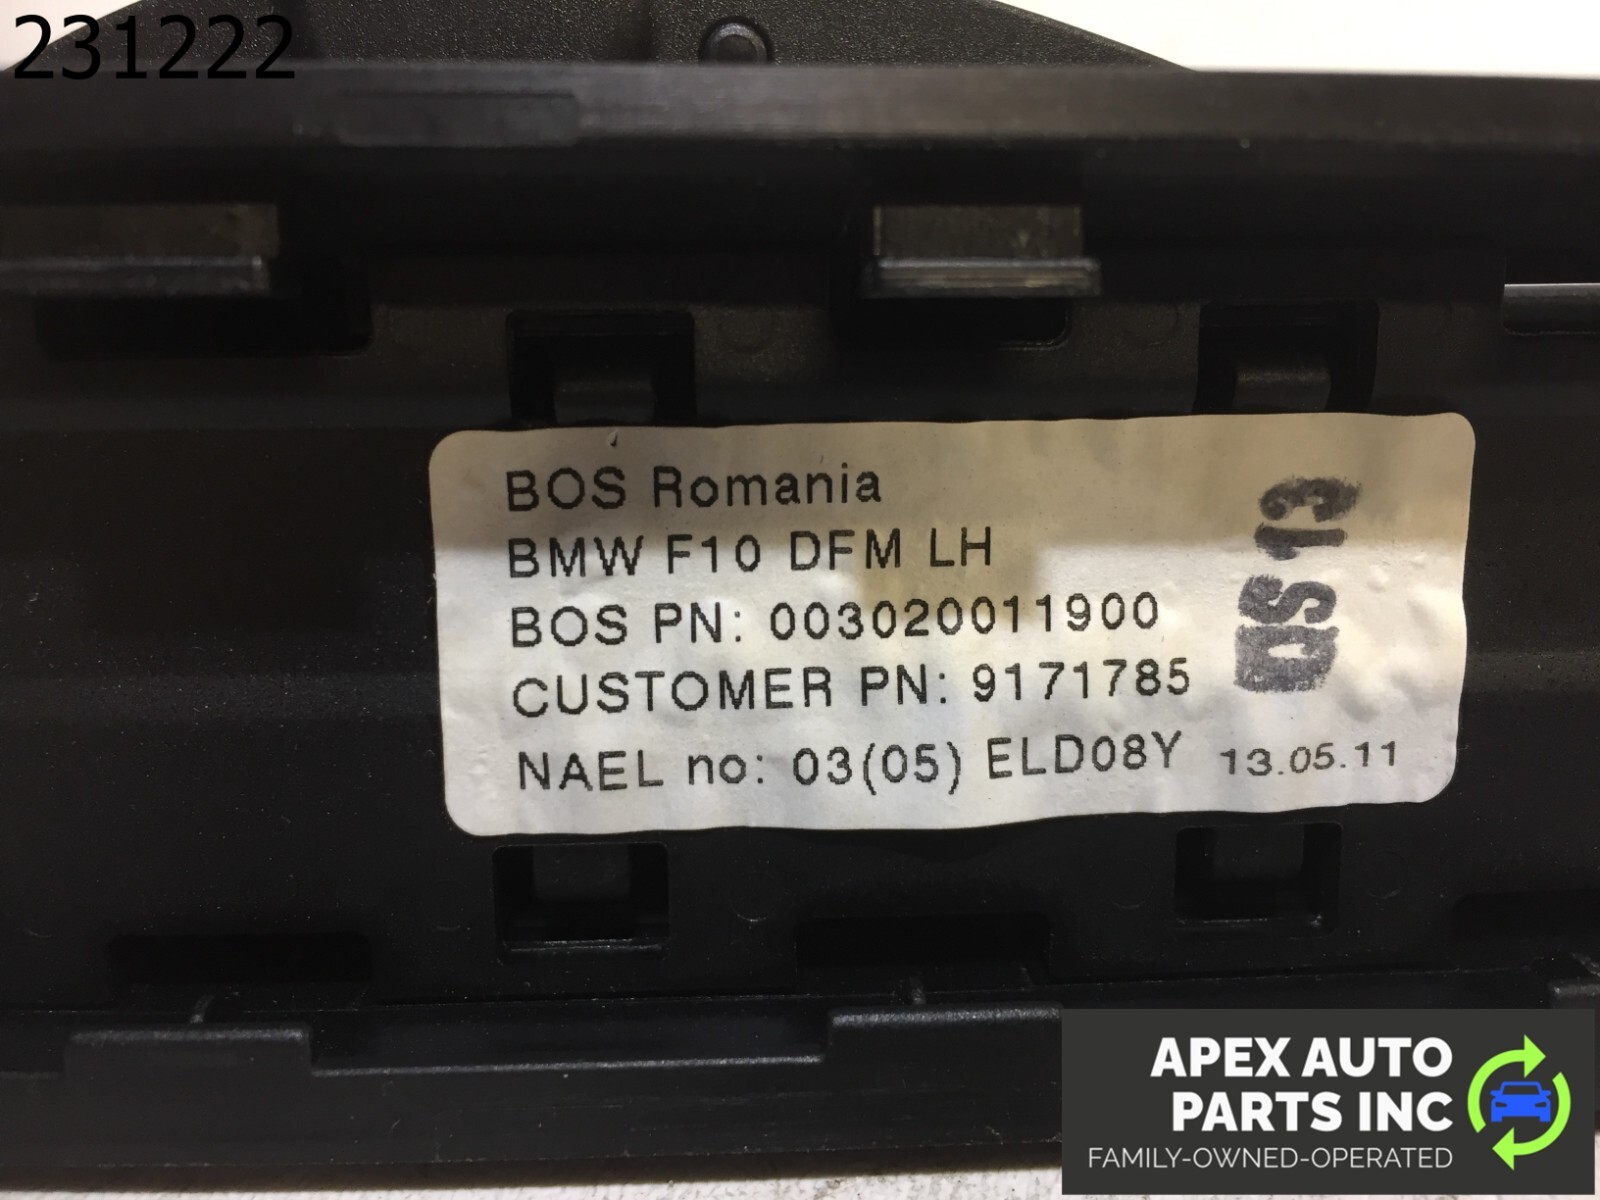 231222
BOS Romania
BMW F10 DFM LH
BOS PN: 003020011900
CUSTOMER PN: 9171785
NAEL no: 03(05) ELD08Y 13.05.11
QS 13
APEX AUTO
PARTS INC
FAMILY-OWNED-OPERATED